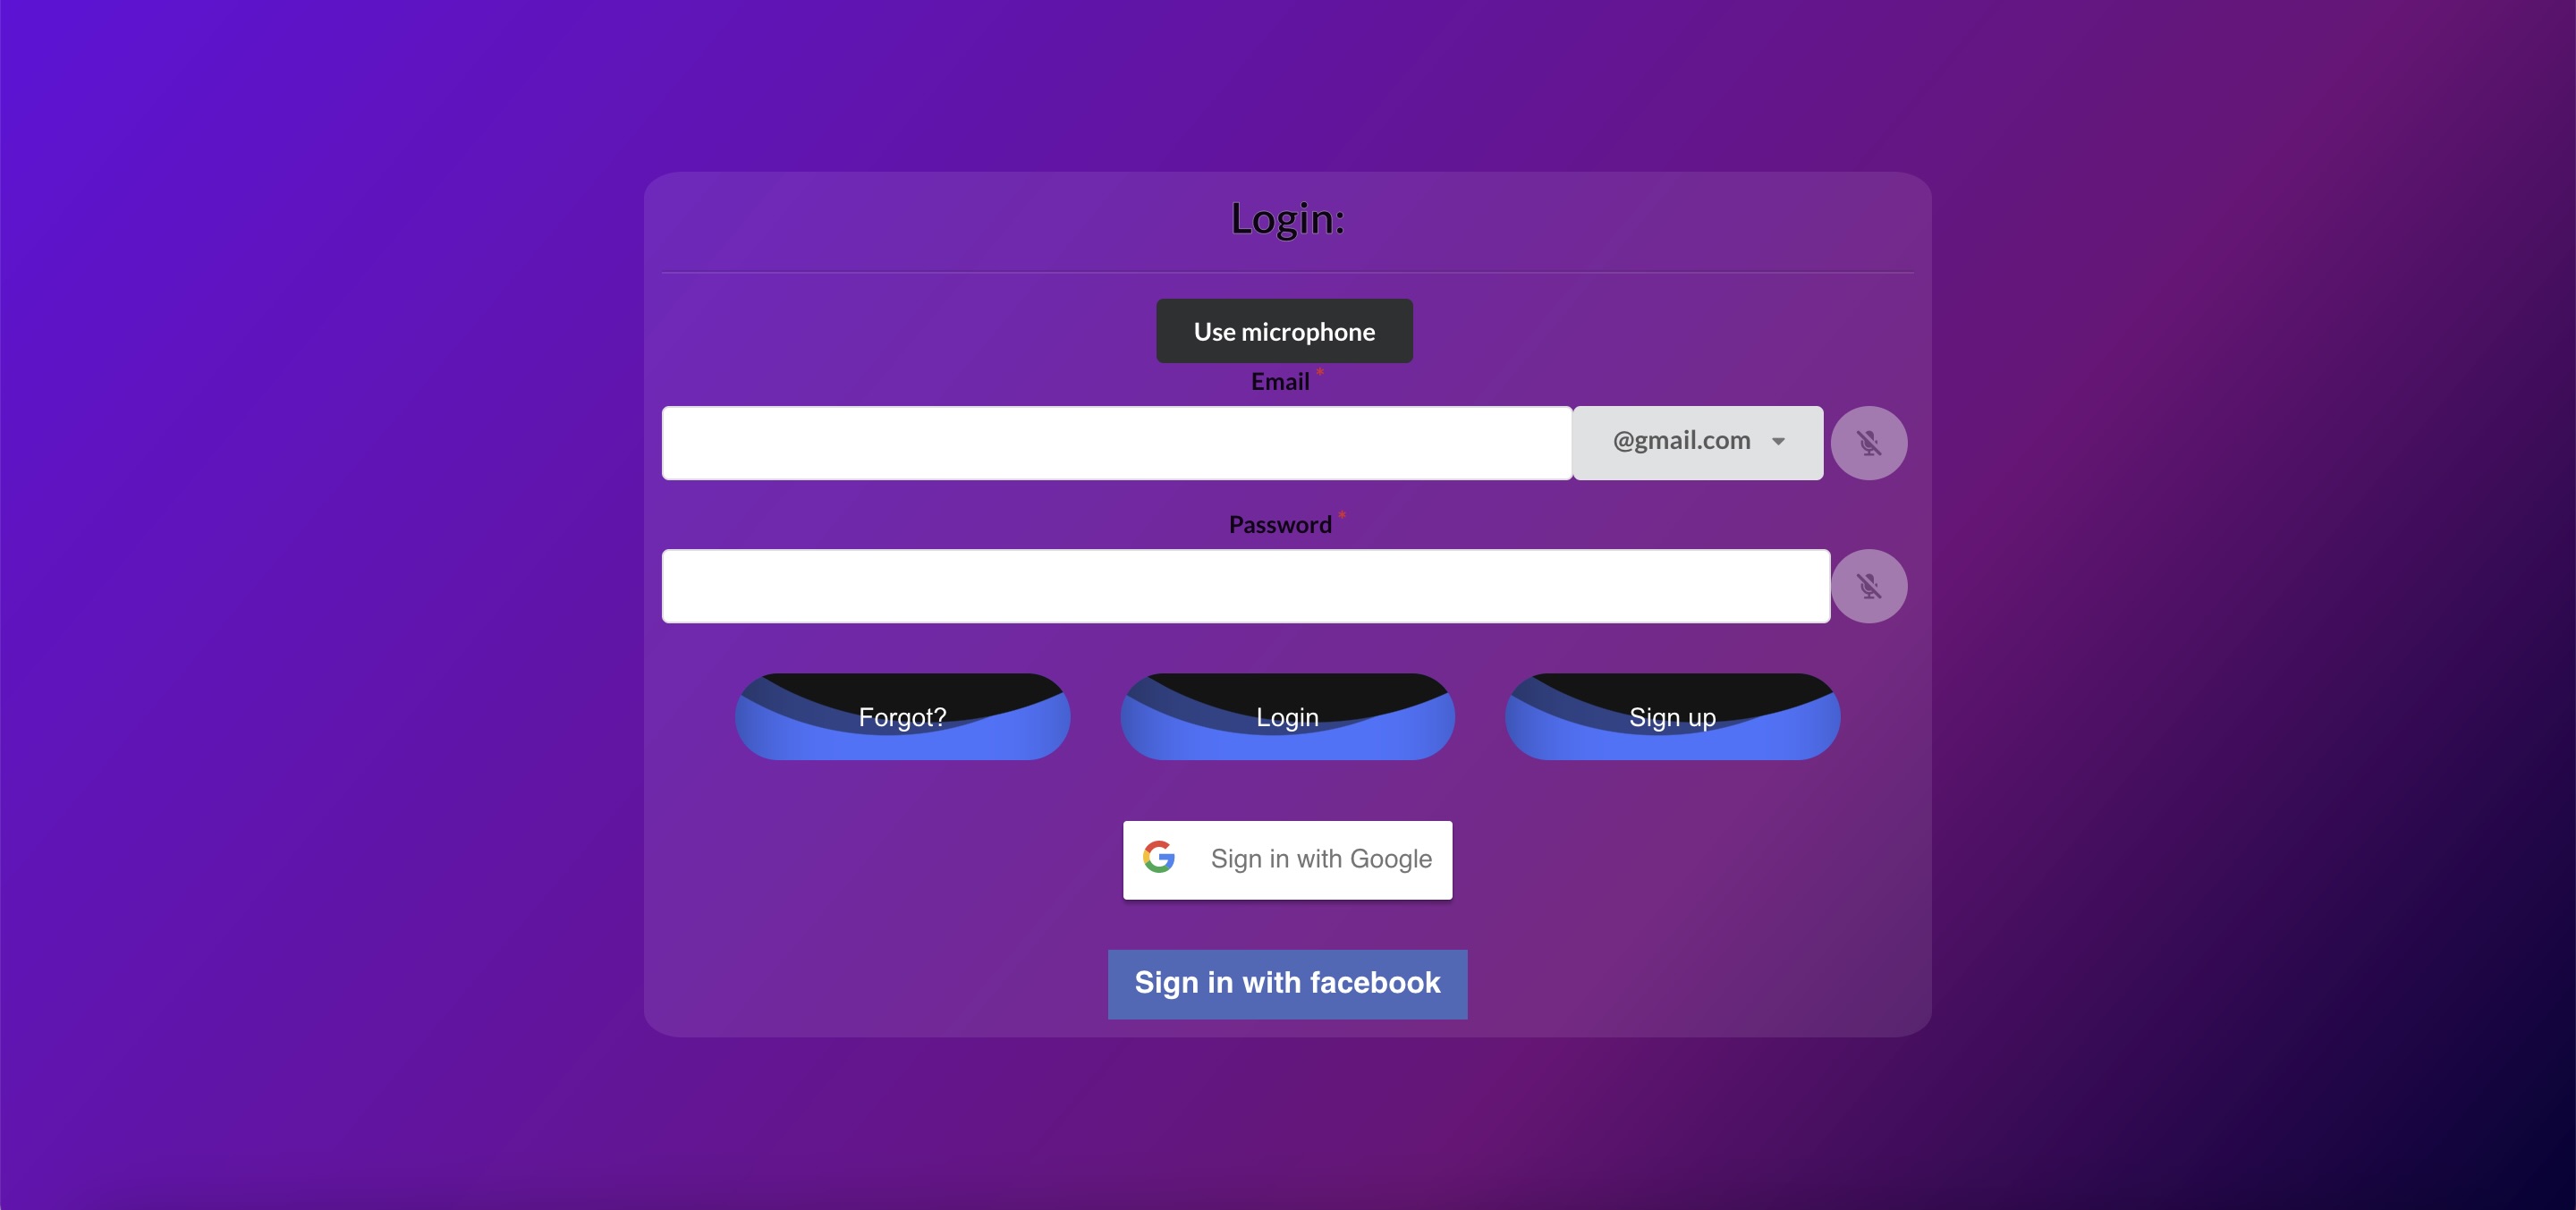 Login:
Use microphone
Email *
@gmail.com
Password *
Forgot? Login Sign up
Sign in with Google
Sign in with facebook